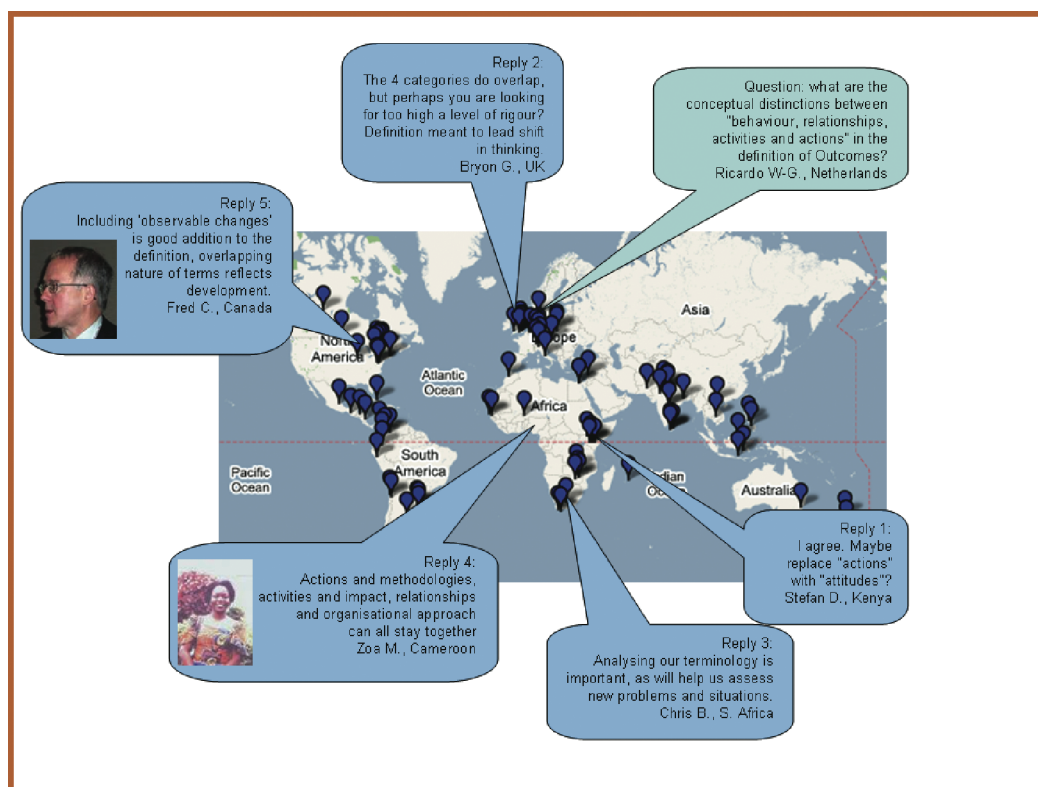 Reply 2:
The 4 categories do overlap,
but perhaps you are looking
for too high a level of rigour?
Definition meant to lead shift
in thinking.
Bryon G., UK
Question: what are the
conceptual distinctions between
"behaviour, relationships,
activities and actions" in the
definition of Outcomes?
Ricardo W-G., Netherlands
Reply 5:
Including 'observable changes'
is good addition to the
definition, overlapping
nature of terms reflects
development.
Fred C., Canada
North
America
Atlantic
Ocean
Europe
Asia
Africa
South
America
Pacific
Ocean
Indian
Ocean
Australia
Reply 4:
Actions and methodologies,
activities and impact, relationships
and organisational approach
can all stay together
Zoa M., Cameroon
Reply 1:
I agree. Maybe
replace "actions"
with "attitudes"?
Stefan D., Kenya
Reply 3:
Analysing our terminology is
important, as will help us assess
new problems and situations.
Chris B., S. Africa